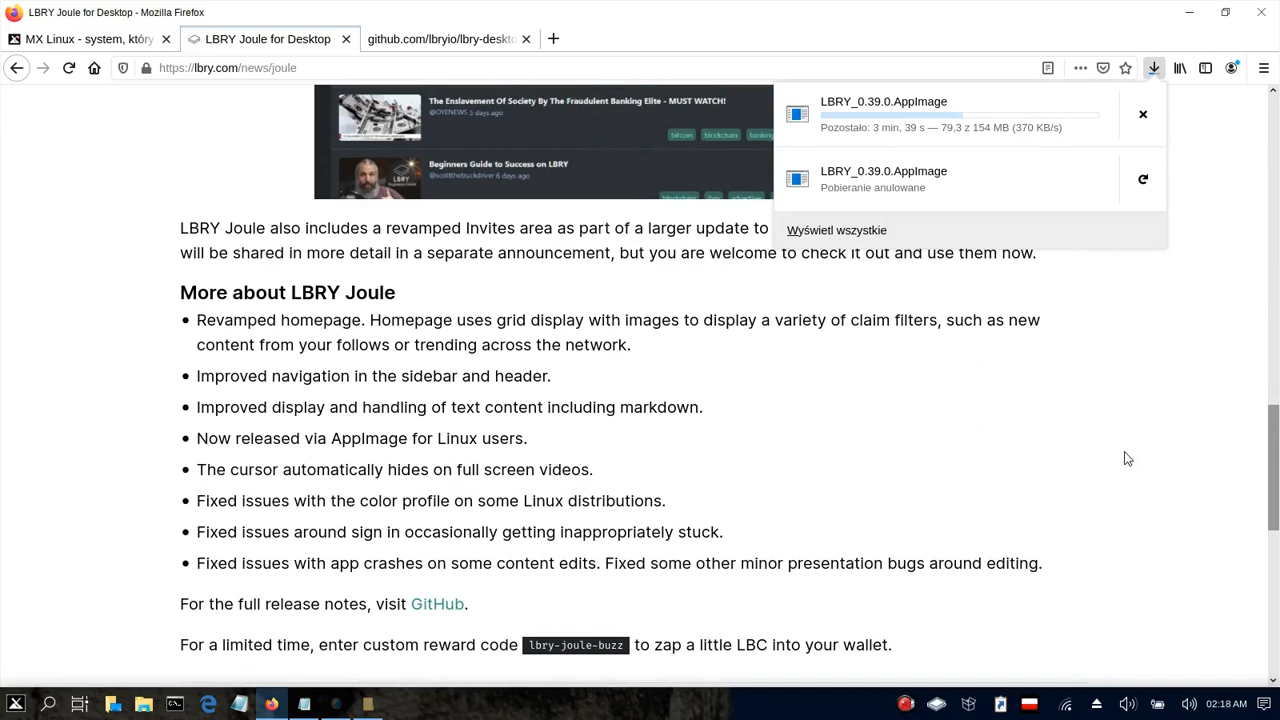 LBRY Joule for Desktop - Mozilla Firefox
MX Linux - system, który
LBRY Joule for Desktop
github.com/lbryio/lbry-deskto
https://lbry.com/news/joule
The Enslavement Of Society By The Fraudulent Banking Elite - MUST WATCH!
@OYENEWS 5 days ago
bitcoin blockchain banking
Beginners Guide to Success on LBRY
@scottthetruckdriver 6 days ago
LBRY_0.39.0.AppImage
Pozostało: 3 min, 39 s — 79,3 z 154 MB (370 KB/s)
LBRY_0.39.0.AppImage
Pobieranie anulowane
Wyświetl wszystkie
LBRY Joule also includes a revamped Invites area as part of a larger update to
will be shared in more detail in a separate announcement, but you are welcome to check it out and use them now.
More about LBRY Joule
• Revamped homepage. Homepage uses grid display with images to display a variety of claim filters, such as new
content from your follows or trending across the network.
• Improved navigation in the sidebar and header.
• Improved display and handling of text content including markdown.
• Now released via AppImage for Linux users.
• The cursor automatically hides on full screen videos.
• Fixed issues with the color profile on some Linux distributions.
• Fixed issues around sign in occasionally getting inappropriately stuck.
• Fixed issues with app crashes on some content edits. Fixed some other minor presentation bugs around editing.
For the full release notes, visit GitHub.
For a limited time, enter custom reward code lbry-joule-buzz to zap a little LBC into your wallet.
02:18 AM